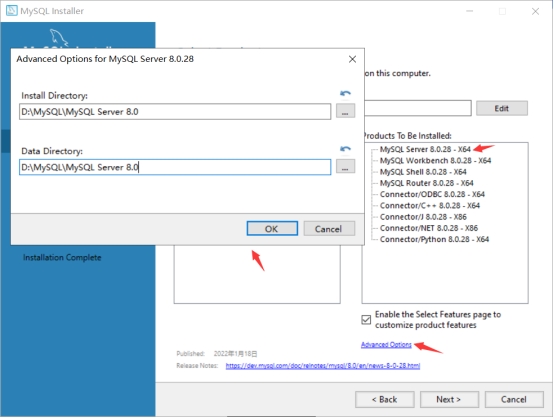 MySQL Installer
Advanced Options for MySQL Server 8.0.28
on this computer.
Install Directory:
D:\MySQL\MySQL Server 8.0
...
Edit
Data Directory:
D:\MySQL\MySQL Server 8.0
...
OK
Cancel
Products To Be Installed:
MySQL Server 8.0.28 - X64
MySQL Workbench 8.0.28 - X64
MySQL Shell 8.0.28 - X64
MySQL Router 8.0.28 - X64
Connector/ODBC 8.0.28 - X64
Connector/C++ 8.0.28 - X64
Connector/J 8.0.28 - X86
Connector/NET 8.0.28 - X86
Connector/Python 8.0.28 - X64
Installation Complete
Enable the Select Features page to
customize product features
Advanced Options
Published: 2022年1月18日
Release Notes: https://dev.mysql.com/doc/relnotes/mysql/8.0/en/news-8-0-28.html
< Back
Next >
Cancel